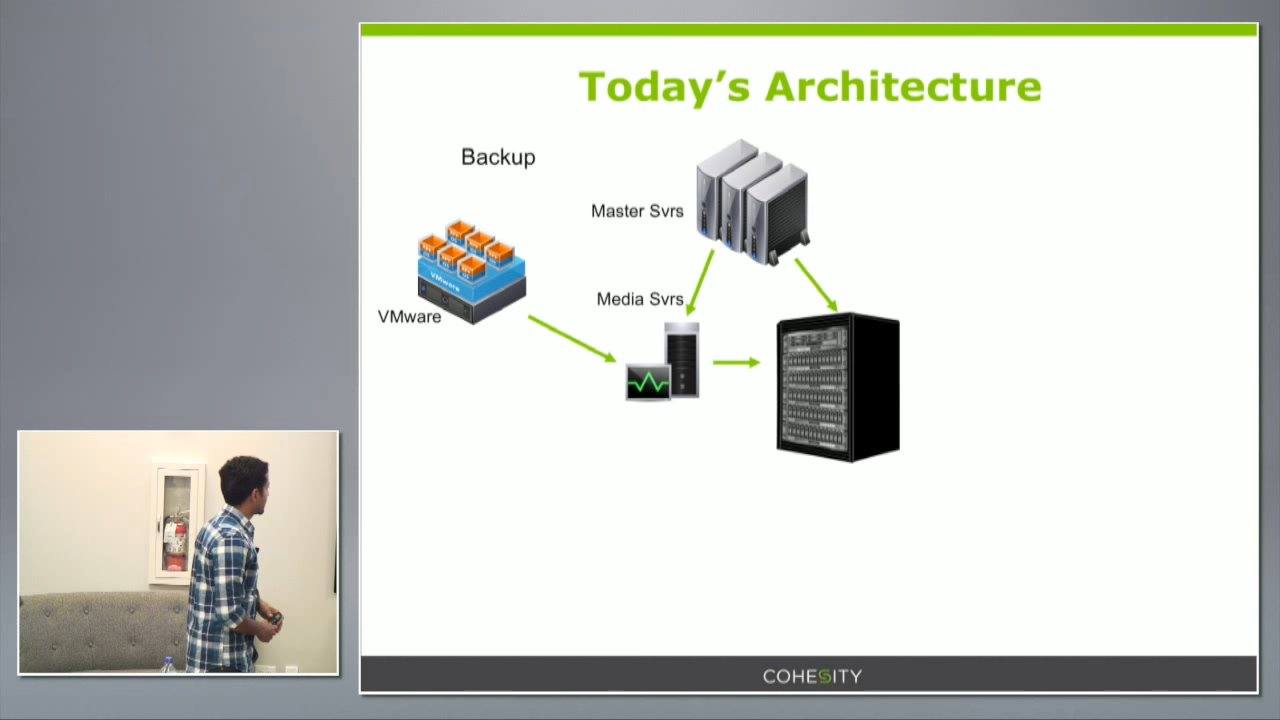 Today's Architecture
Backup
Master Svrs
VMware
Media Svrs
VMware
COHESITY